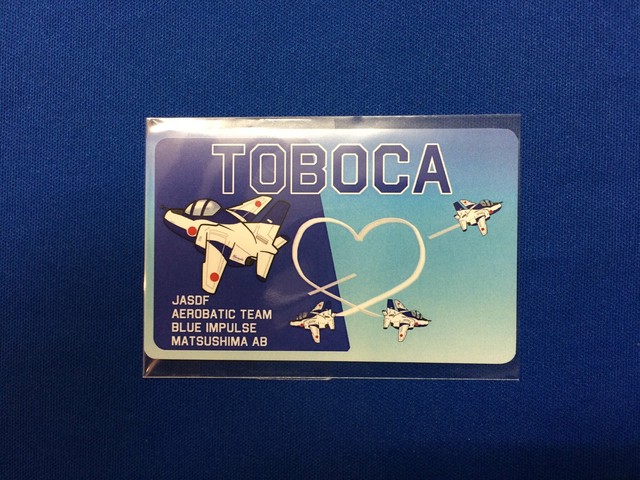 TOBOCA
JASDF
AEROBATIC TEAM
BLUE IMPULSE
MATSUSHIMA AB